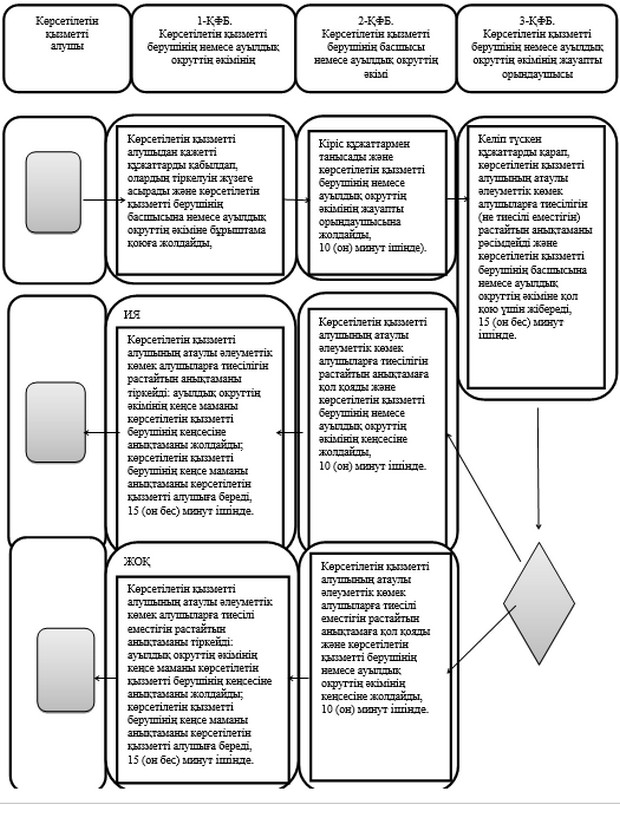 Көрсетілетін
қызметті
алушы
1-ҚФБ.
Көрсетілетін қызметті
берушінің немесе ауылдық
округтің әкімінің
2-ҚФБ.
Көрсетілетін қызметті
берушінің басшысы
немесе ауылдық округтің
әкімі
3-ҚФБ.
Көрсетілетін қызметті
берушінің немесе ауылдық
округтің әкімінің жауапты
орындаушысы
Көрсетілетін қызметті
алушыдан қажетті
құжаттарды қабылдап,
олардың тіркелуін жүзеге
асырады және көрсетілетін
қызметті берушінің
басшысына немесе ауылдық
округтің әкіміне бұрыштама
қоюға жолдайды,
Кіріс құжаттармен
танысады және
көрсетілетін қызметті
берушінің немесе
ауылдық округтің
әкімінің жауапты
орындаушысына
жолдайды,
10 (он) минут ішінде).
Келіп түскен
құжаттарды қарап,
көрсетілетін қызметті
алушының атаулы
әлеуметтік көмек
алушыларға тиесілігін
(не тиесілі еместігін)
растайтын анықтаманы
рәсімдейді және
көрсетілетін қызметті
берушінің басшысына
немесе ауылдық
округтің әкіміне қол
қою үшін жібереді,
15 (он бес) минут
ішінде.
ИЯ
Көрсетілетін қызметті
алушының атаулы әлеуметтік
көмек алушыларға тиесілігін
растайтын анықтаманы
тіркейді: ауылдық округтің
әкімінің кеңсе маманы
көрсетілетін қызметті
берушінің кеңсесіне
анықтаманы жолдайды;
көрсетілетін қызметті
берушінің кеңсе маманы
анықтаманы көрсетілетін
қызметті алушыға береді,
15 (он бес) минут ішінде.
Көрсетілетін қызметті
алушының атаулы
әлеуметтік көмек
алушыларға тиесілігін
растайтын анықтамаға
қол қояды және
көрсетілетін қызметті
берушінің немесе
ауылдық округтің
әкімінің кеңсесіне
жолдайды,
10 (он) минут ішінде.
ЖОҚ
Көрсетілетін қызметті
алушының атаулы әлеуметтік
көмек алушыларға тиесілі
еместігін растайтын
анықтаманы тіркейді:
ауылдық округтің әкімінің
кеңсе маманы көрсетілетін
қызметті берушінің кеңсесіне
анықтаманы жолдайды;
көрсетілетін қызметті
берушінің кеңсе маманы
анықтаманы көрсетілетін
қызметті алушыға береді,
15 (он бес) минут ішінде.
Көрсетілетін қызметті
алушының атаулы
әлеуметтік көмек
алушыларға тиесілі
еместігін растайтын
анықтамаға қол қояды
және көрсетілетін
қызметті берушінің
немесе ауылдық
округтің әкімінің
кеңсесіне жолдайды,
10 (он) минут ішінде.